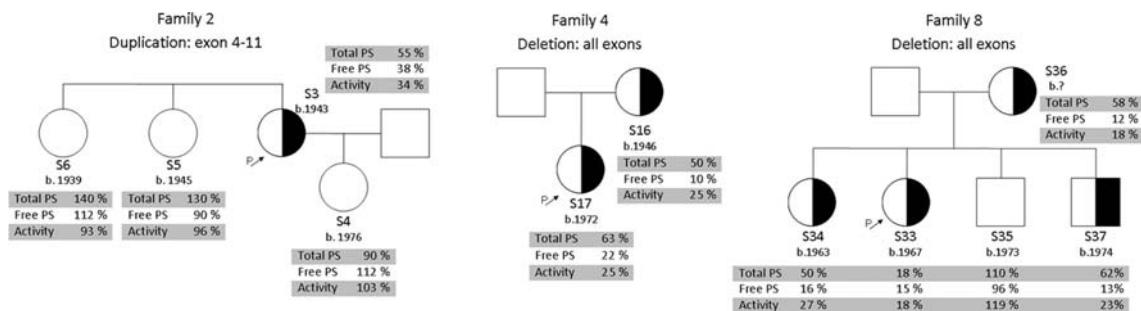 Family 2
Duplication: exon 4-11
Total PS 55 %
Free PS 38 %
Activity 34 %
S3
b.1943
P
S6
b. 1939
Total PS 140 %
Free PS 112 %
Activity 93 %
S5
b. 1945
Total PS 130 %
Free PS 90 %
Activity 96 %
S4
b. 1976
Total PS 90 %
Free PS 112 %
Activity 103 %
Family 4
Deletion: all exons
S16
b.1946
Total PS 50 %
Free PS 10 %
Activity 25 %
P
S17
b.1972
Total PS 63 %
Free PS 22 %
Activity 25 %
Family 8
Deletion: all exons
S36
b.?
Total PS 58 %
Free PS 12 %
Activity 18 %
P
S34 S33 S35 S37
b.1963 b.1967 b.1973 b.1974
Total PS 50 % 18 % 110 % 62%
Free PS 16 % 15 % 96 % 13%
Activity 27 % 18 % 119 % 23%